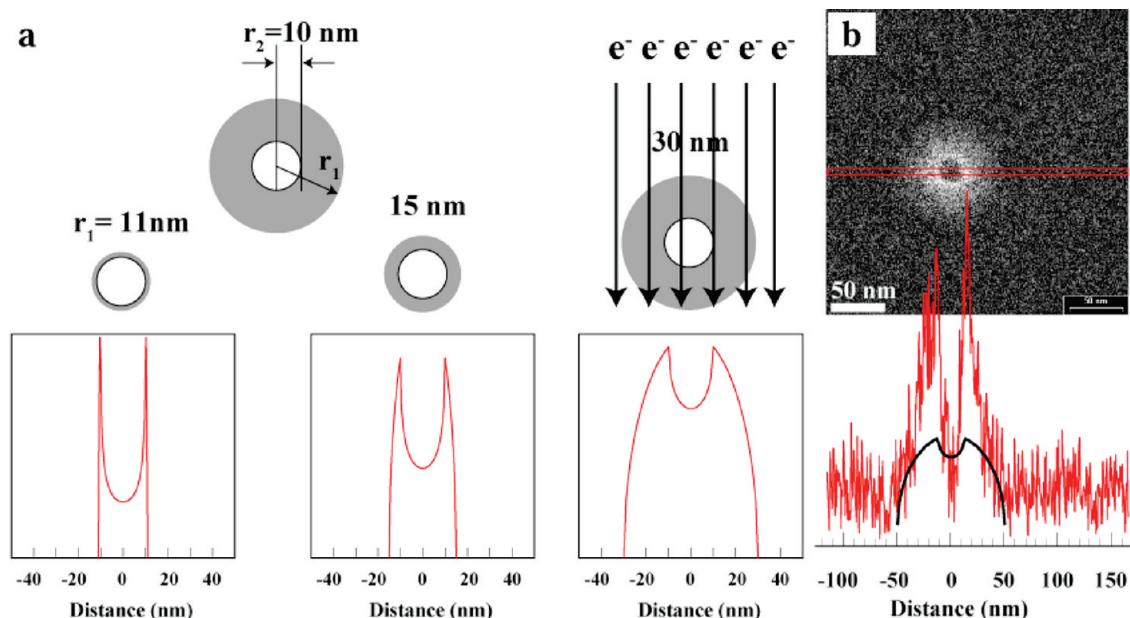 a
r₂=10 nm
r₁
r₁= 11nm
15 nm
e⁻ e⁻ e⁻ e⁻ e⁻ e⁻
30 nm
b
50 nm
50 nm
-40 -20 0 20 40
Distance (nm)
-40 -20 0 20 40
Distance (nm)
-40 -20 0 20 40
Distance (nm)
-100 -50 0 50 100 150
Distance (nm)